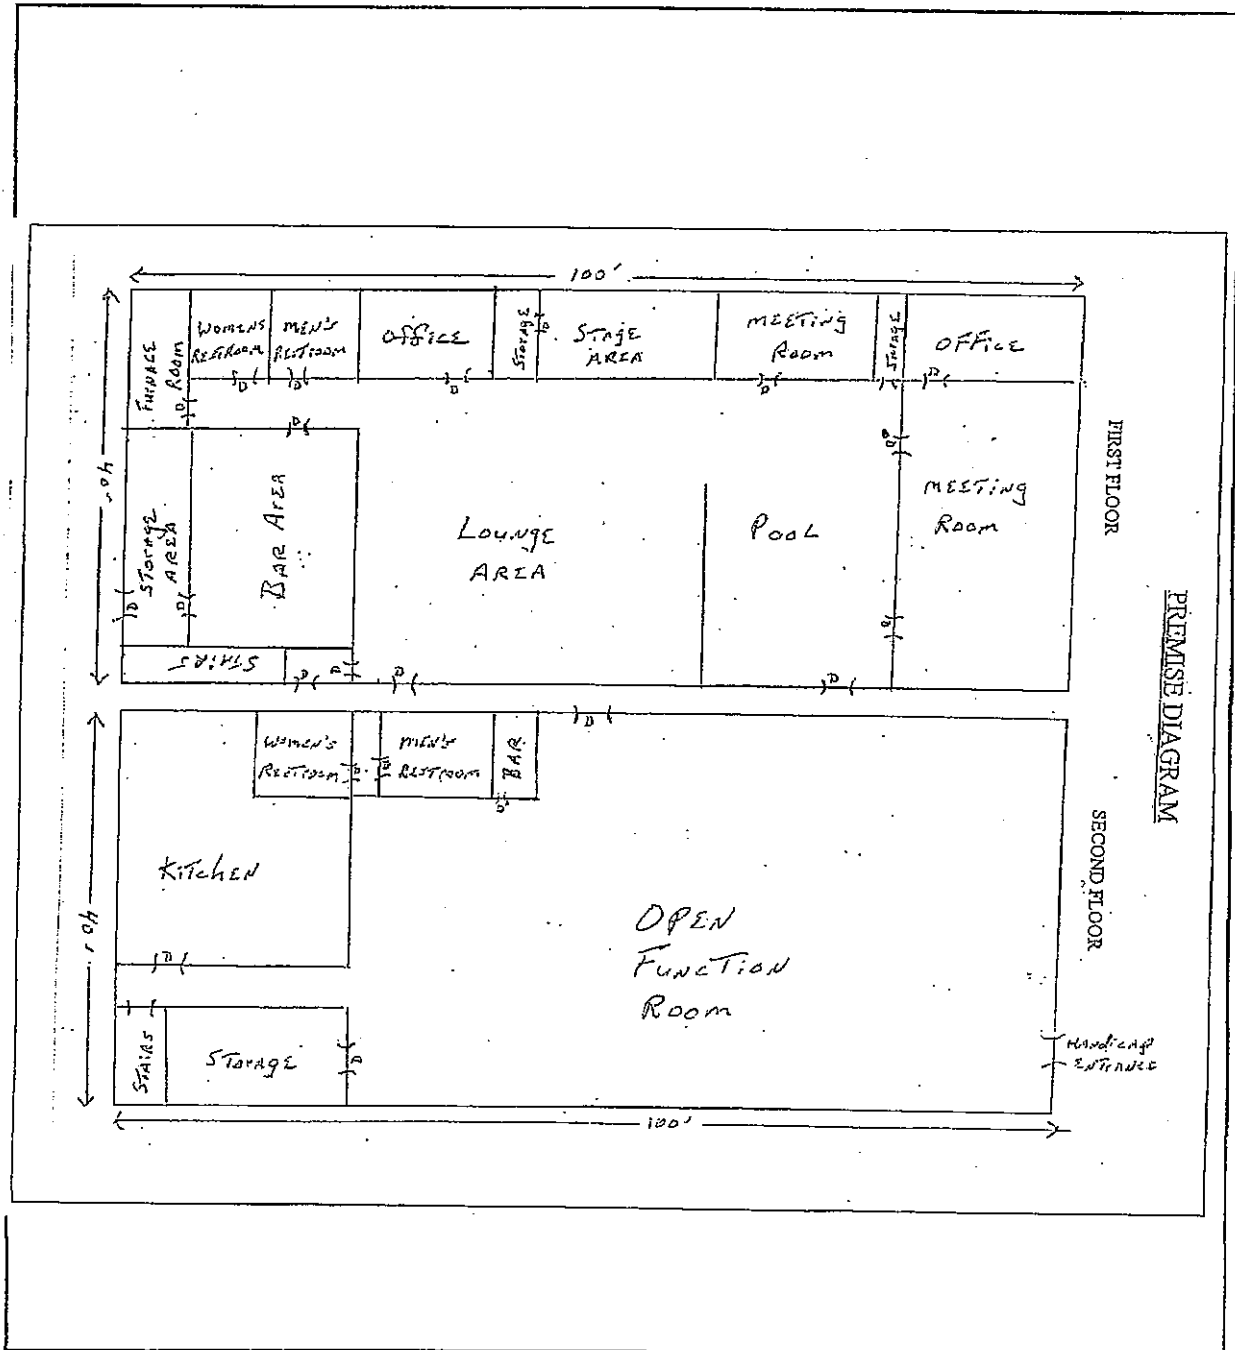 PREMISE DIAGRAM
FIRST FLOOR
100'
40'
FURNACE
ROOM
WOMENS
RESTROOM
MEN'S
RESTROOM
OFFICE
STORAGE
D
STAGE
AREA
MEETING
ROOM
STORAGE
OFFICE
D
D
D
D
D
D
D
D
STORAGE
AREA
BAR AREA
LOUNGE
AREA
POOL
MEETING
ROOM
D
D
D
STAIRS
D
D
D
D
SECOND FLOOR
40'
D
WOMEN'S
RESTROOM
D
D
MEN'S
RESTROOM
BAR
D
KITCHEN
OPEN
FUNCTION
ROOM
D
STAIRS
STORAGE
D
HANDICAP
ENTRANCE
100'